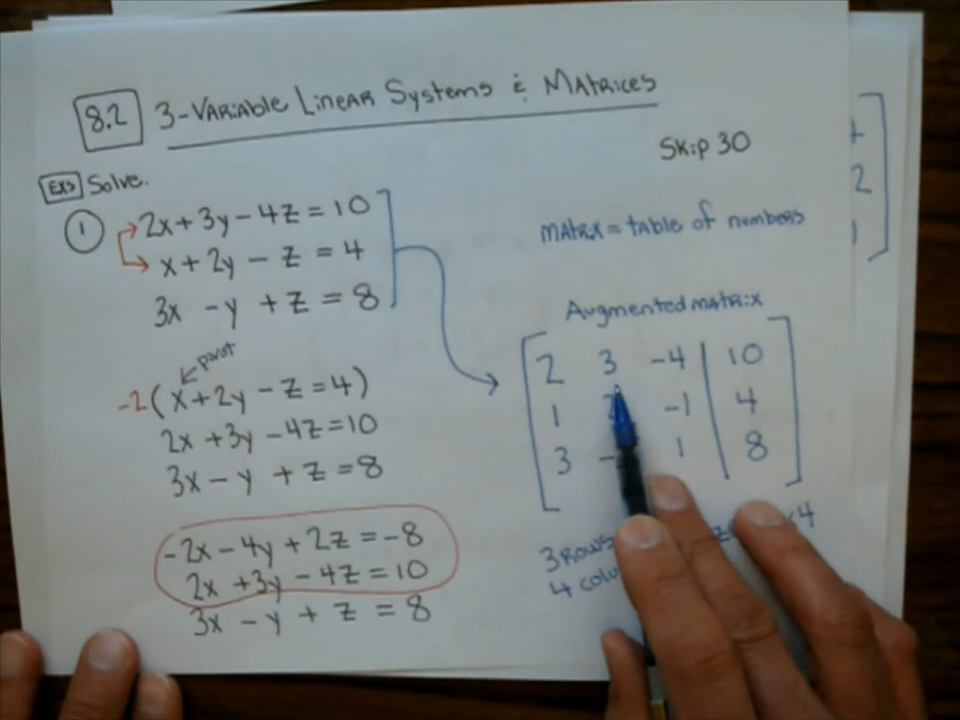 8.2 3-VARIABLE LINEAR SYSTEMS & MATRICES
Skip 30
EXS Solve.
1
2x + 3y - 4z = 10
x + 2y - z = 4
3x - y + z = 8
MATRIX = table of numbers
Augmented matrix
2 3 -4 | 10
1 2 -1 | 4
3 - 1 | 8
3 Rows
4
pivot
-2(x + 2y - z = 4)
2x + 3y - 4z = 10
3x - y + z = 8
-2x - 4y + 2z = -8
2x + 3y - 4z = 10
3x - y + z = 8
2
1